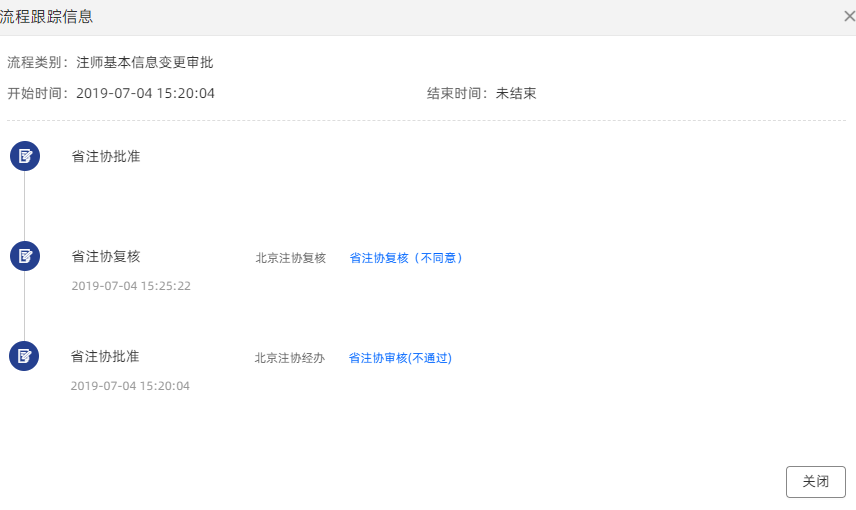 流程跟踪信息
流程类别：注师基本信息变更审批
开始时间：2019-07-04 15:20:04 结束时间：未结束
省注协批准
省注协复核 北京注协复核 省注协复核（不同意）
2019-07-04 15:25:22
省注协批准 北京注协经办 省注协审核(不通过)
2019-07-04 15:20:04
关闭